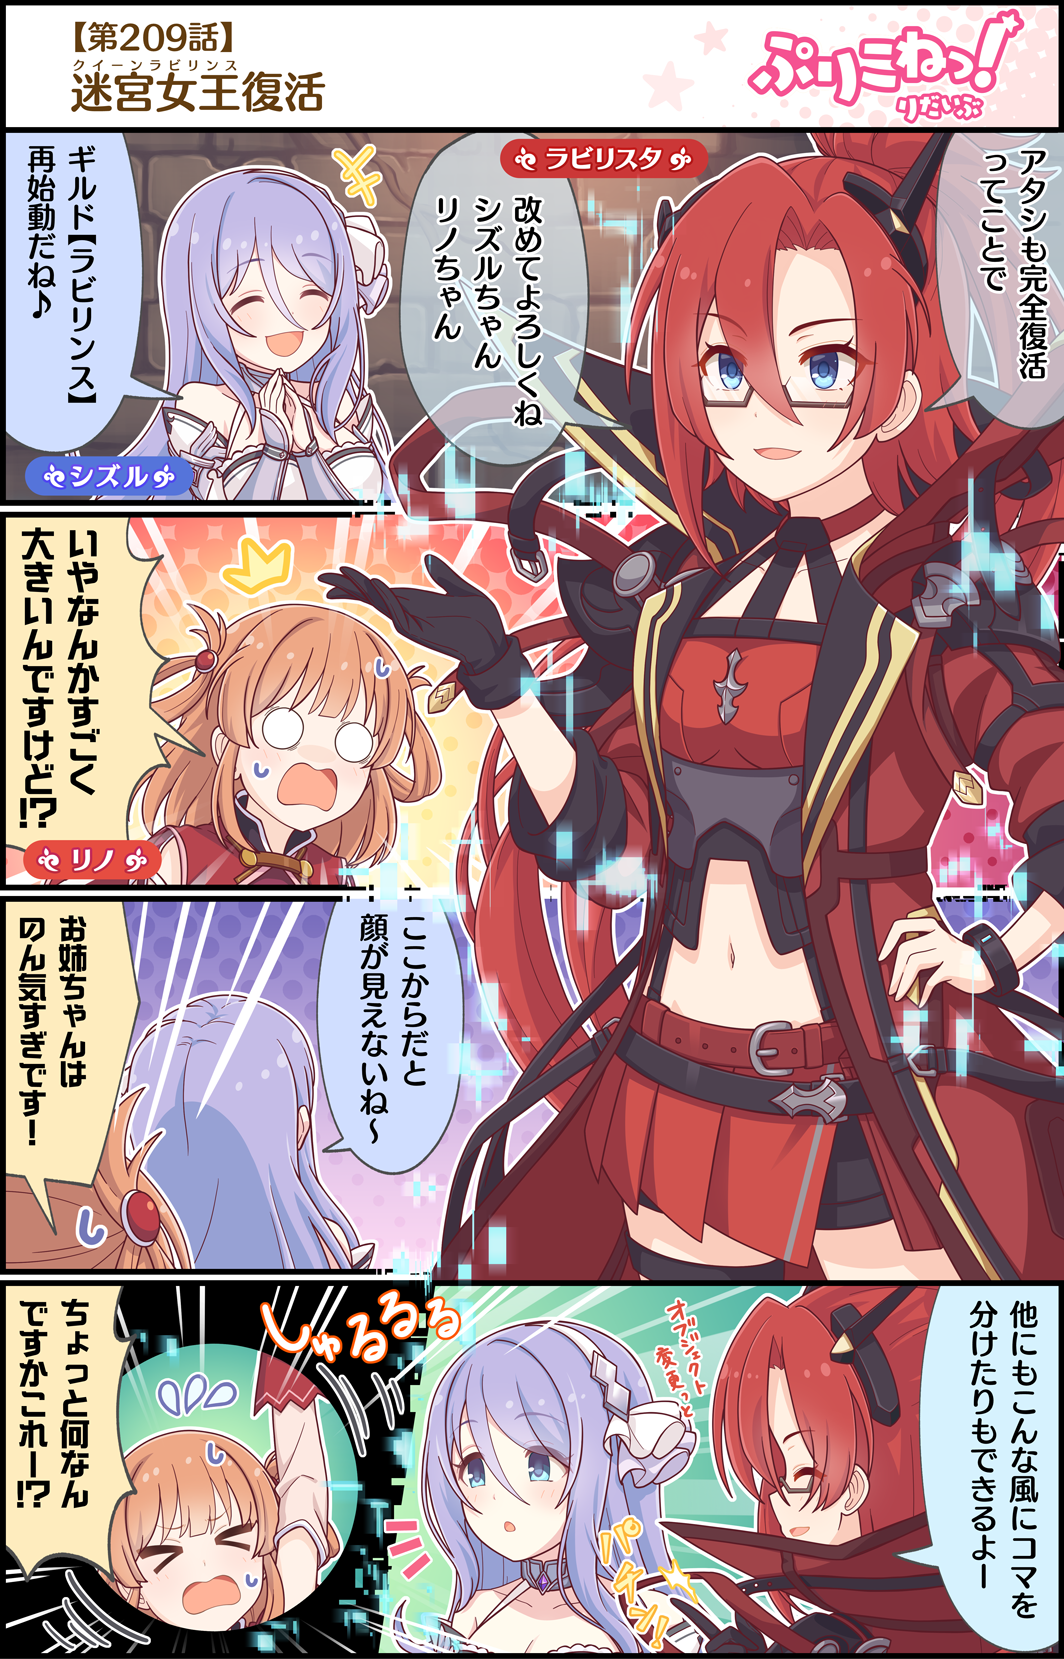 【第209話】
クイーンラビリンス
迷宮女王復活
ぷりこねっ!
りだいぶ
アタシも完全復活
ってことで
ラビリスタ
改めてよろしくね
シズルちゃん
リノちゃん
ギルド【ラビリンス】
再始動だね♪
シズル
いやなんかすごく
大きいんですけど!?
リノ
ここからだと
顔が見えないね〜
お姉ちゃんは
のん気すぎです!
他にもこんな風にコマを
分けたりもできるよー
オブジェクト
変更っと
パチン!
しゅるるる
ちょっと何なん
ですかこれー!?